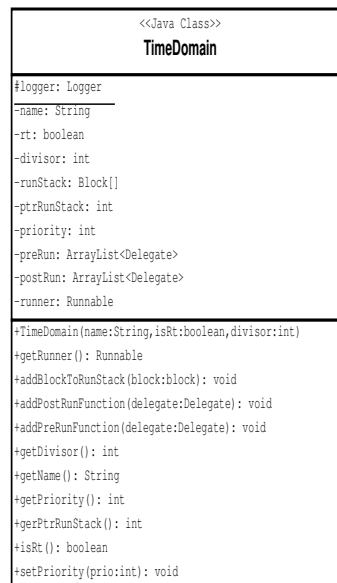 <<Java Class>>
TimeDomain
#logger: Logger
-name: String
-rt: boolean
-divisor: int
-runStack: Block[]
-ptrRunStack: int
-priority: int
-preRun: ArrayList<Delegate>
-postRun: ArrayList<Delegate>
-runner: Runnable
+TimeDomain(name:String,isRt:boolean,divisor:int)
+getRunner(): Runnable
+addBlockToRunStack(block:block): void
+addPostRunFunction(delegate:Delegate): void
+addPreRunFunction(delegate:Delegate): void
+getDivisor(): int
+getName(): String
+getPriority(): int
+gerPtrRunStack(): int
+isRt(): boolean
+setPriority(prio:int): void